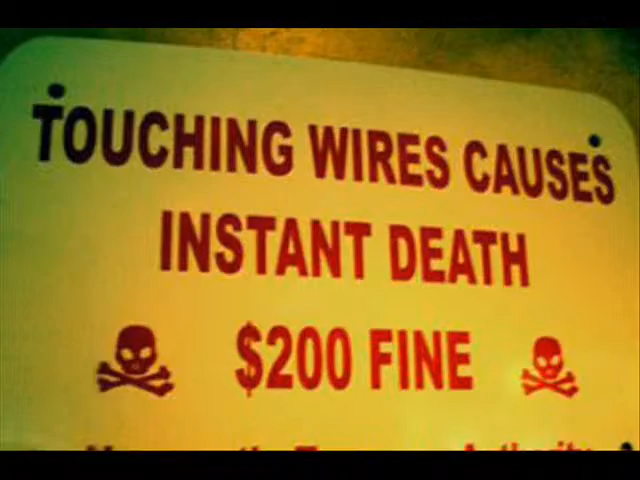 TOUCHING WIRES CAUSES
INSTANT DEATH
$200 FINE